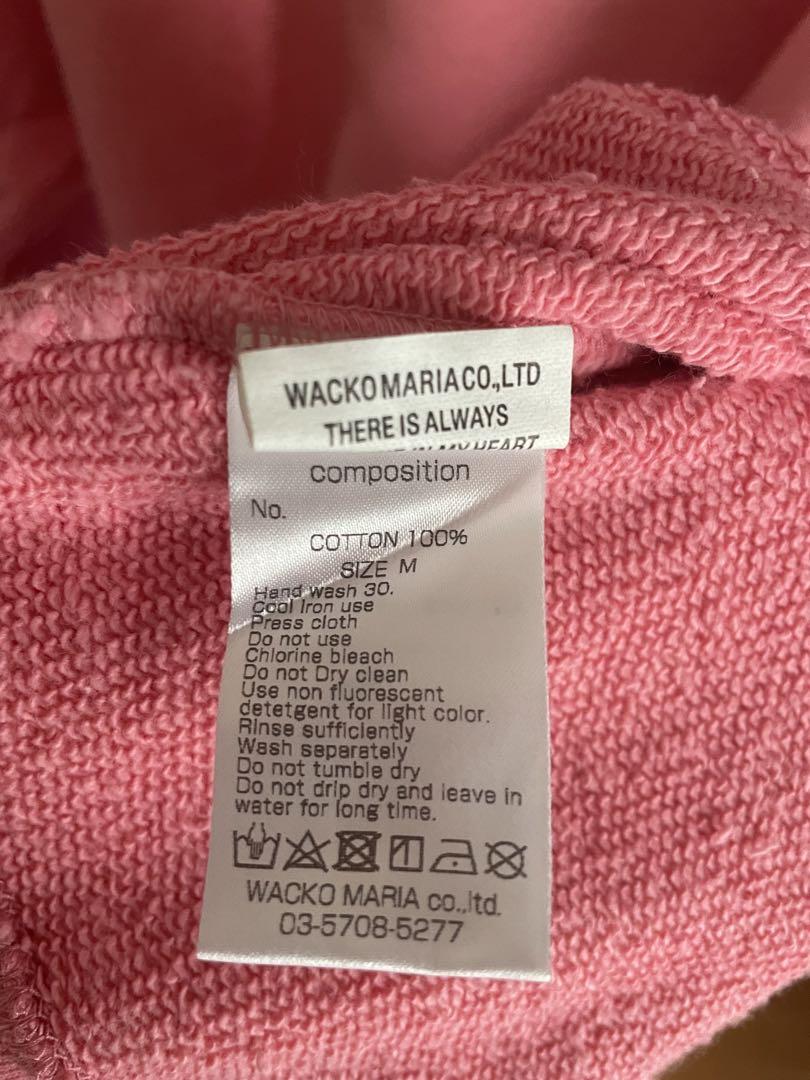 WACKO MARIA CO.,LTD
THERE IS ALWAYS
IN MY HEART
composition
No.
COTTON 100%
SIZE M
Hand wash 30.
Cool Iron use
Press cloth
Do not use
Chlorine bleach
Do not Dry clean
Use non fluorescent
detetgent for light color.
Rinse sufficiently
Wash separately
Do not tumble dry
Do not drip dry and leave in
water for long time.
WACKO MARIA co.,ltd.
03-5708-5277